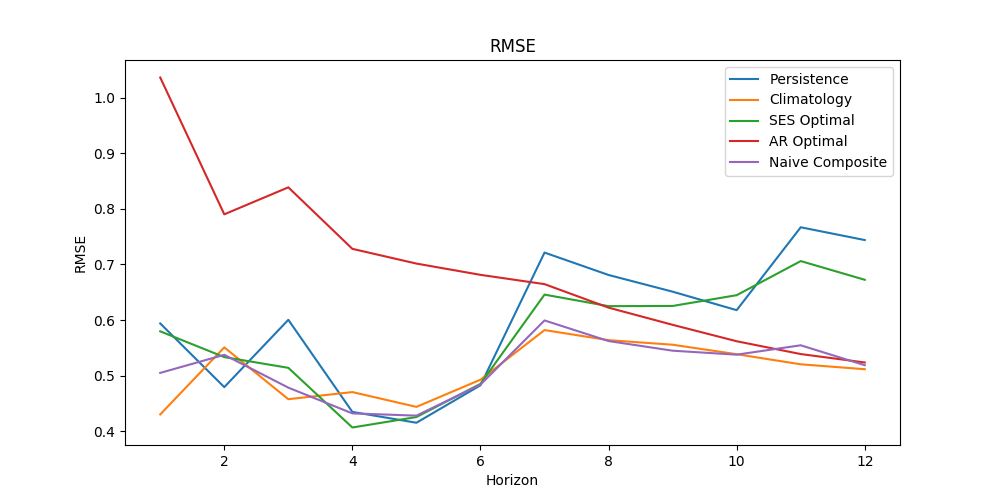 RMSE
Persistence
Climatology
SES Optimal
AR Optimal
Naive Composite
RMSE
1.0
0.9
0.8
0.7
0.6
0.5
0.4
2 4 6 8 10 12
Horizon